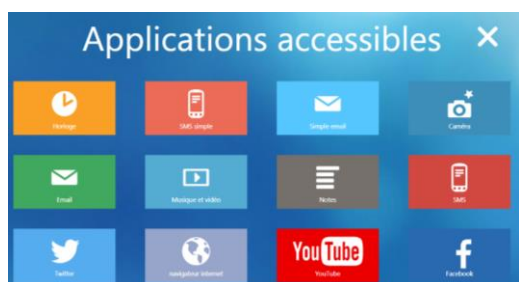 Applications accessibles
Horloge
SMS simple
Simple email
Caméra
Email
Musique et vidéo
Notes
SMS
Twitter
navigateur internet
YouTube
YouTube
Facebook